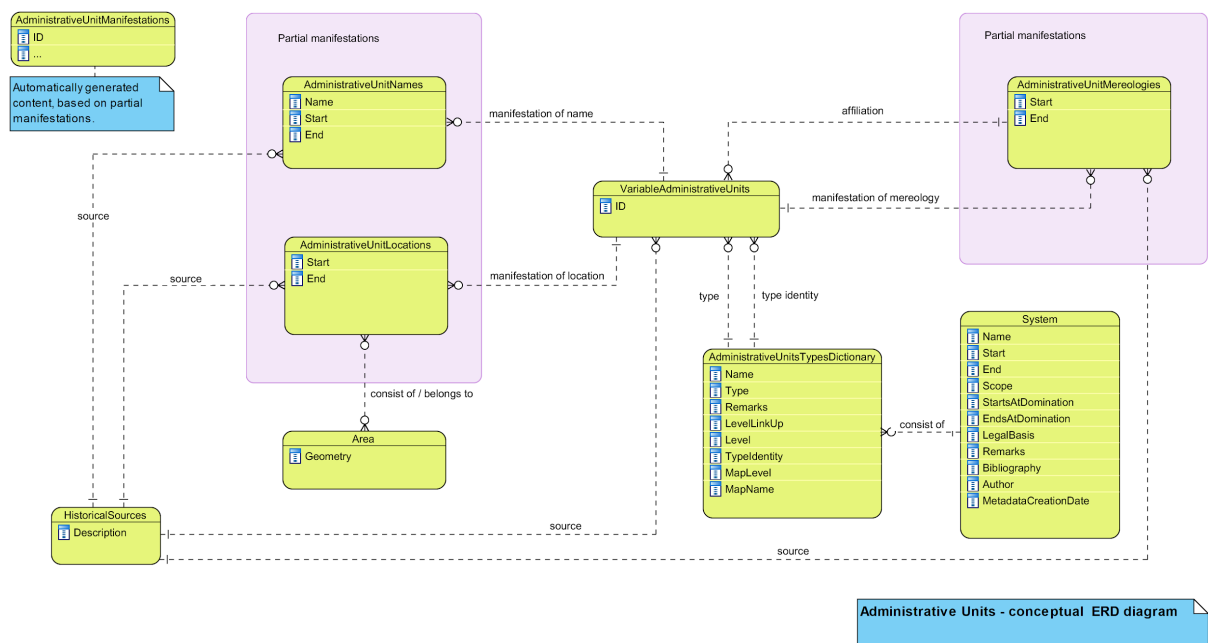 AdministrativeUnitManifestations
ID
...
Automatically generated
content, based on partial
manifestations.
Partial manifestations
AdministrativeUnitNames
Name
Start
End
manifestation of name
source
AdministrativeUnitLocations
Start
End
source
manifestation of location
consist of / belongs to
Area
Geometry
HistoricalSources
Description
VariableAdministrativeUnits
ID
affiliation
manifestation of mereology
Partial manifestations
AdministrativeUnitMereologies
Start
End
type
type identity
AdministrativeUnitsTypesDictionary
Name
Type
Remarks
LevelLinkUp
Level
TypeIdentity
MapLevel
MapName
consist of
System
Name
Start
End
Scope
StartsAtDomination
EndsAtDomination
LegalBasis
Remarks
Bibliography
Author
MetadataCreationDate
source
source
Administrative Units - conceptual ERD diagram